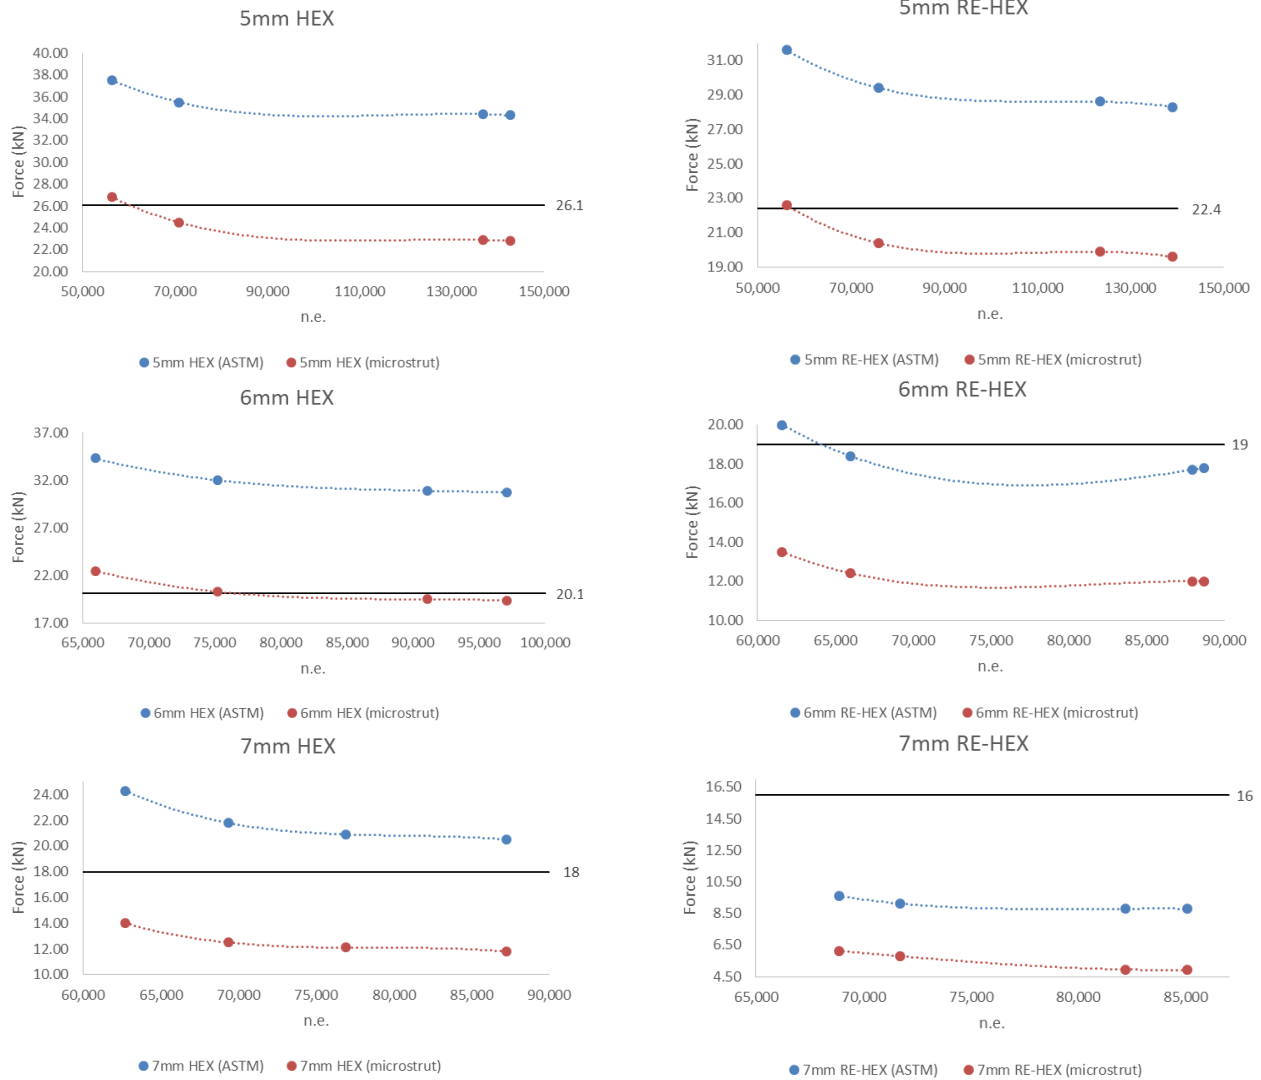 5mm HEX
40.00
38.00
36.00
34.00
32.00
30.00
28.00
26.00
24.00
22.00
20.00
Force (kN)
26.1
50,000 70,000 90,000 110,000 130,000 150,000
n.e.
5mm HEX (ASTM) 5mm HEX (microstrut)
5mm RE-HEX
31.00
29.00
27.00
25.00
23.00
21.00
19.00
Force (kN)
22.4
50,000 70,000 90,000 110,000 130,000 150,000
n.e.
5mm RE-HEX (ASTM) 5mm RE-HEX (microstrut)
6mm HEX
37.00
32.00
27.00
22.00
17.00
Force (kN)
20.1
65,000 70,000 75,000 80,000 85,000 90,000 95,000 100,000
n.e.
6mm HEX (ASTM) 6mm HEX (microstrut)
6mm RE-HEX
20.00
18.00
16.00
14.00
12.00
10.00
Force (kN)
19
60,000 65,000 70,000 75,000 80,000 85,000 90,000
n.e.
6mm RE-HEX (ASTM) 6mm RE-HEX (microstrut)
7mm HEX
24.00
22.00
20.00
18.00
16.00
14.00
12.00
10.00
Force (kN)
18
60,000 65,000 70,000 75,000 80,000 85,000 90,000
n.e.
7mm HEX (ASTM) 7mm HEX (microstrut)
7mm RE-HEX
16.50
14.50
12.50
10.50
8.50
6.50
4.50
Force (kN)
16
65,000 70,000 75,000 80,000 85,000
n.e.
7mm RE-HEX (ASTM) 7mm RE-HEX (microstrut)